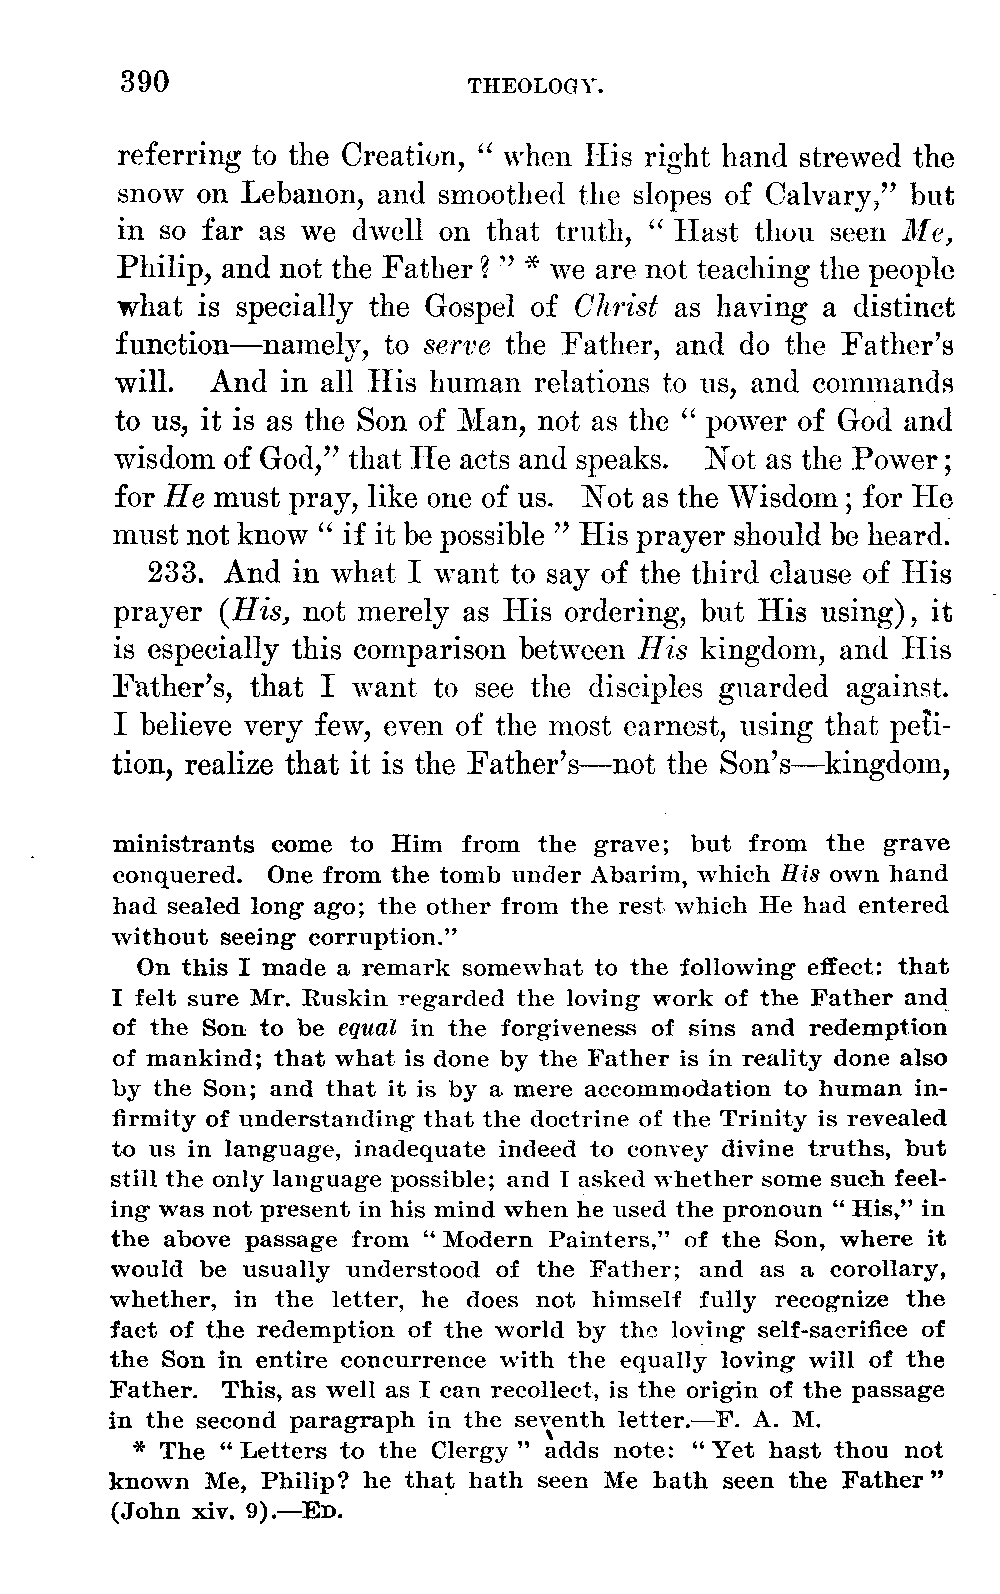 390 THEOLOGY.
referring to the Creation, “ when His right hand strewed the
snow on Lebanon, and smoothed the slopes of Calvary,” but
in so far as we dwell on that truth, “ Hast thou seen Me,
Philip, and not the Father ? ” * we are not teaching the people
what is specially the Gospel of Christ as having a distinct
function—namely, to serve the Father, and do the Father’s
will. And in all His human relations to us, and commands
to us, it is as the Son of Man, not as the “ power of God and
wisdom of God,” that He acts and speaks. Not as the Power ;
for He must pray, like one of us. Not as the Wisdom ; for He
must not know “ if it be possible ” His prayer should be heard.
233. And in what I want to say of the third clause of His
prayer (His, not merely as His ordering, but His using), it
is especially this comparison between His kingdom, and His
Father’s, that I want to see the disciples guarded against.
I believe very few, even of the most earnest, using that peti-
tion, realize that it is the Father’s—not the Son’s—kingdom,
ministrants come to Him from the grave; but from the grave
conquered. One from the tomb under Abarim, which His own hand
had sealed long ago; the other from the rest which He had entered
without seeing corruption.”
On this I made a remark somewhat to the following effect: that
I felt sure Mr. Ruskin regarded the loving work of the Father and
of the Son to be equal in the forgiveness of sins and redemption
of mankind; that what is done by the Father is in reality done also
by the Son; and that it is by a mere accommodation to human in-
firmity of understanding that the doctrine of the Trinity is revealed
to us in language, inadequate indeed to convey divine truths, but
still the only language possible; and I asked whether some such feel-
ing was not present in his mind when he used the pronoun “ His,” in
the above passage from “ Modern Painters,” of the Son, where it
would be usually understood of the Father; and as a corollary,
whether, in the letter, he does not himself fully recognize the
fact of the redemption of the world by the loving self-sacrifice of
the Son in entire concurrence with the equally loving will of the
Father. This, as well as I can recollect, is the origin of the passage
in the second paragraph in the seventh letter.—F. A. M.
* The “ Letters to the Clergy ” adds note: “ Yet hast thou not
known Me, Philip? he that hath seen Me hath seen the Father ”
(John xiv. 9).—ED.